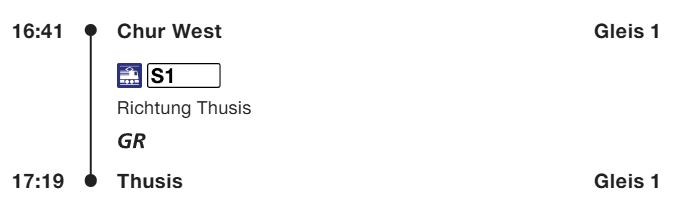 16:41 Chur West Gleis 1
S1
Richtung Thusis
GR
17:19 Thusis Gleis 1